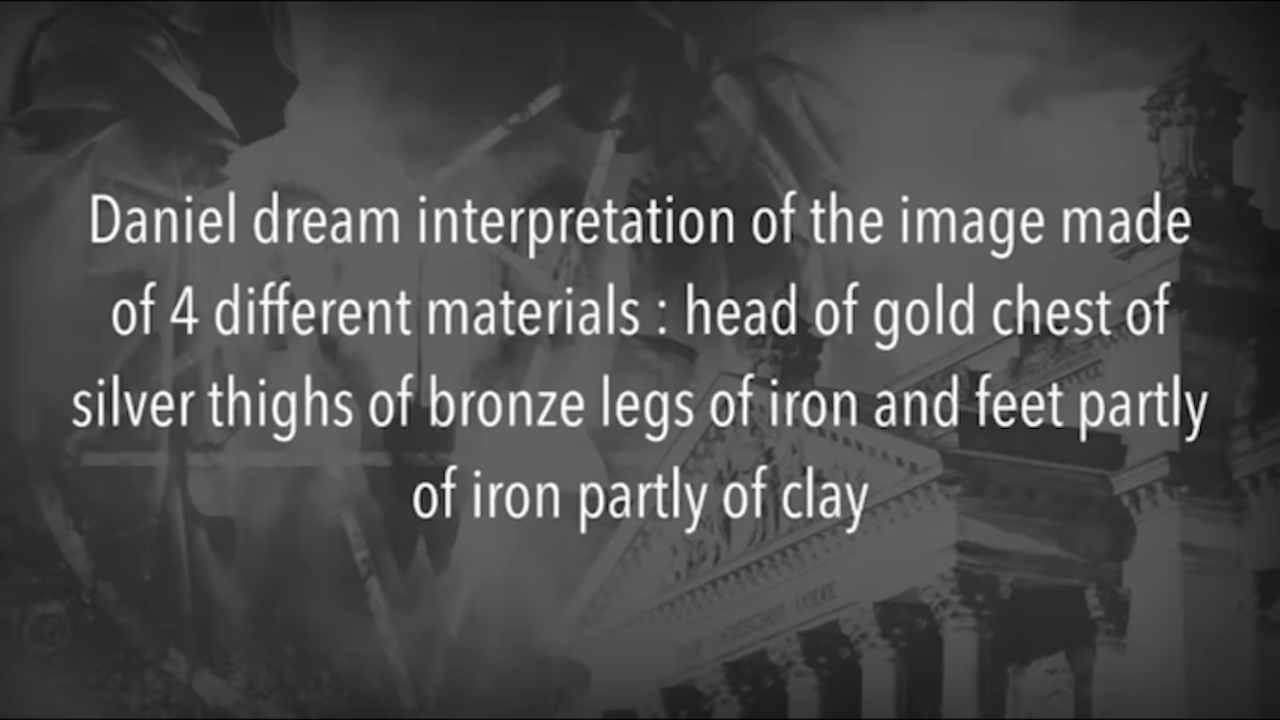 Daniel dream interpretation of the image made
of 4 different materials : head of gold chest of
silver thighs of bronze legs of iron and feet partly
of iron partly of clay